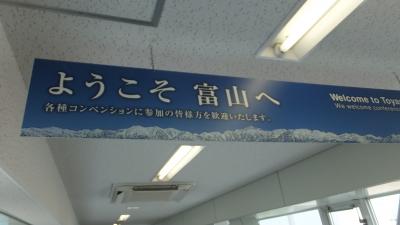 ようこそ 富山へ
各種コンベンションに参加の皆様方を歓迎いたします。
Welcome to Toya
We welcome conferen